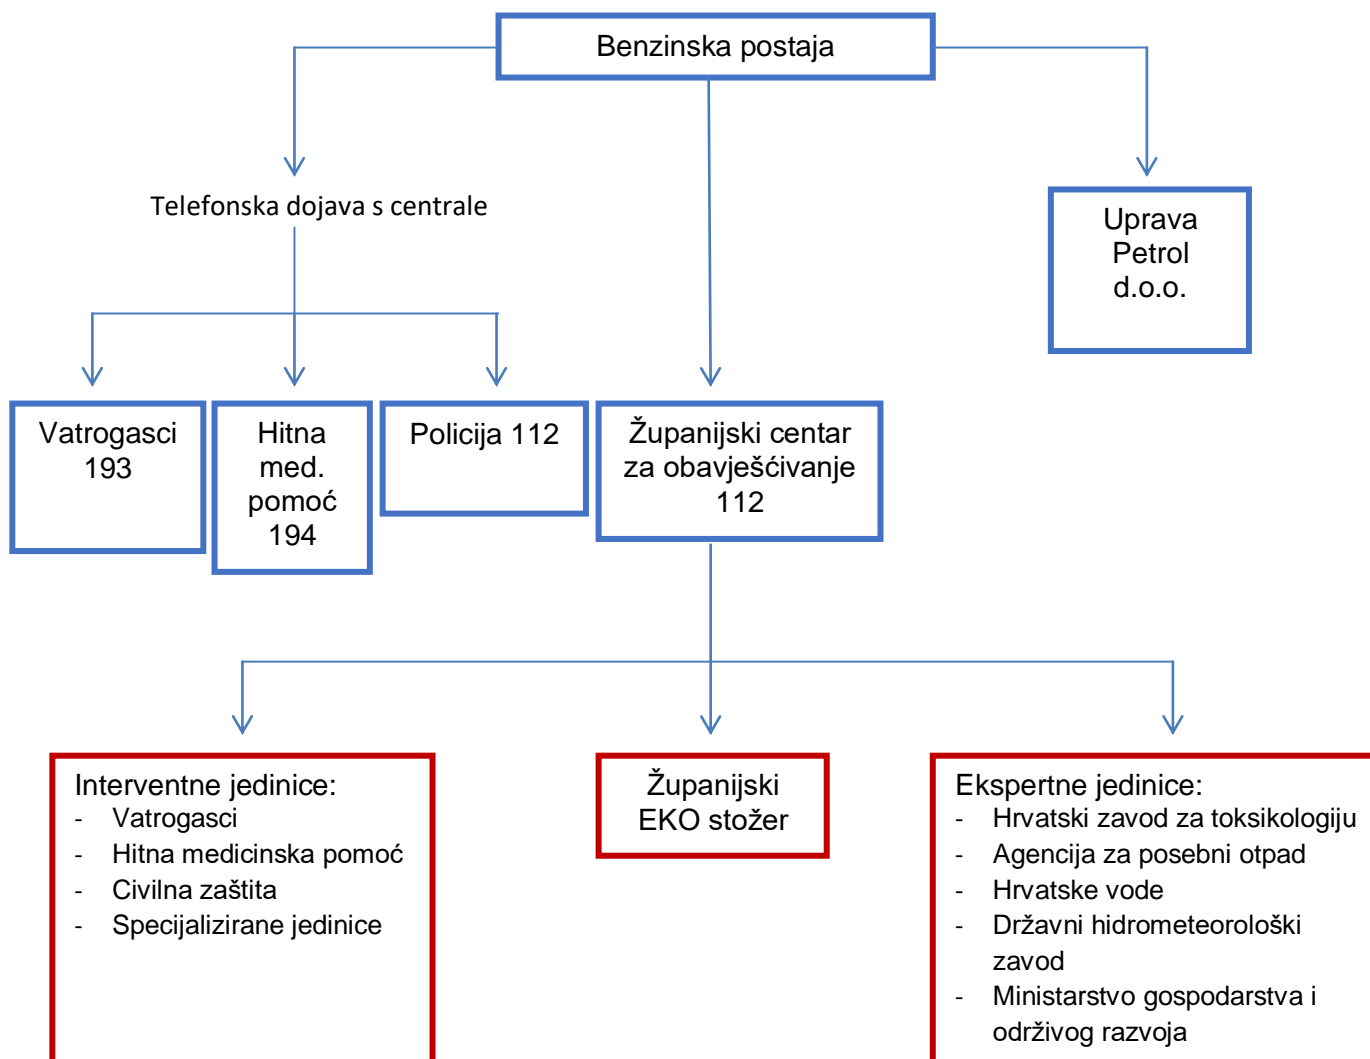 Benzinska postaja
Telefonska dojava s centrale
Uprava
Petrol
d.o.o.
Vatrogasci
193
Hitna
med.
pomoć
194
Policija 112
Županijski centar
za obavješćivanje
112
Interventne jedinice:
- Vatrogasci
- Hitna medicinska pomoć
- Civilna zaštita
- Specijalizirane jedinice
Županijski
EKO stožer
Ekspertne jedinice:
- Hrvatski zavod za toksikologiju
- Agencija za posebni otpad
- Hrvatske vode
- Državni hidrometeorološki
zavod
- Ministarstvo gospodarstva i
održivog razvoja